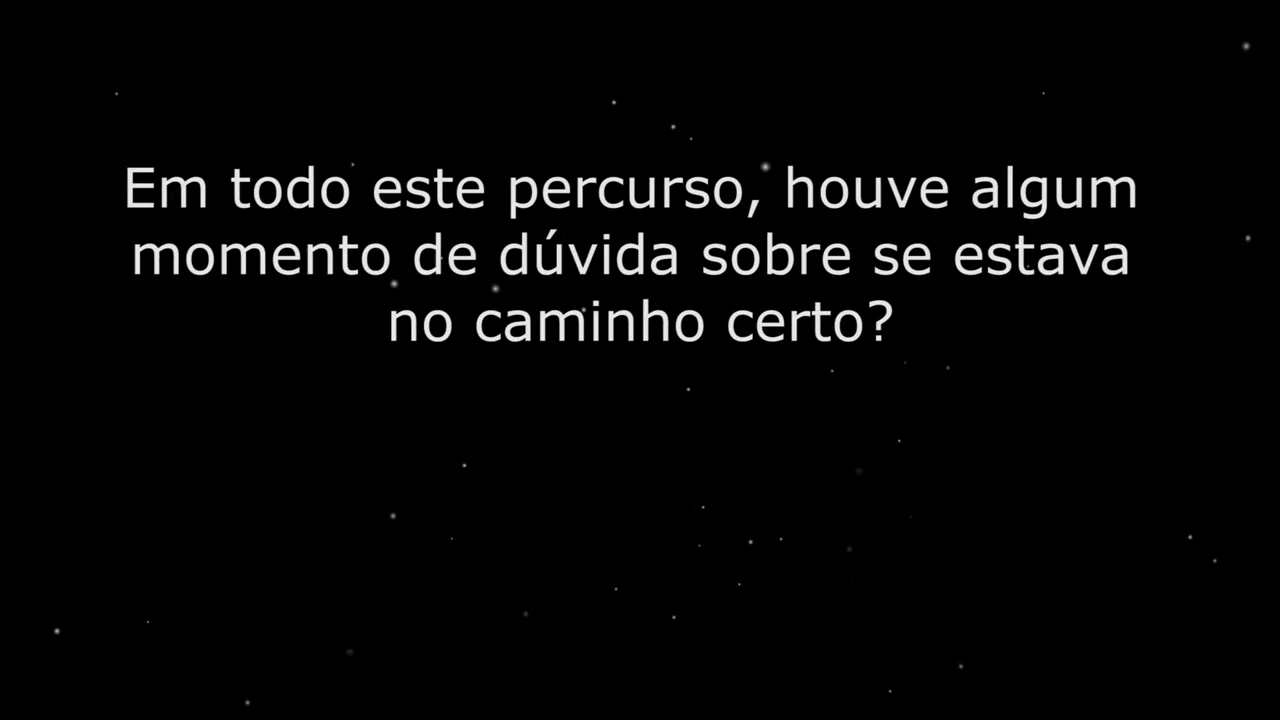 Em todo este percurso, houve algum
momento de dúvida sobre se estava
no caminho certo?